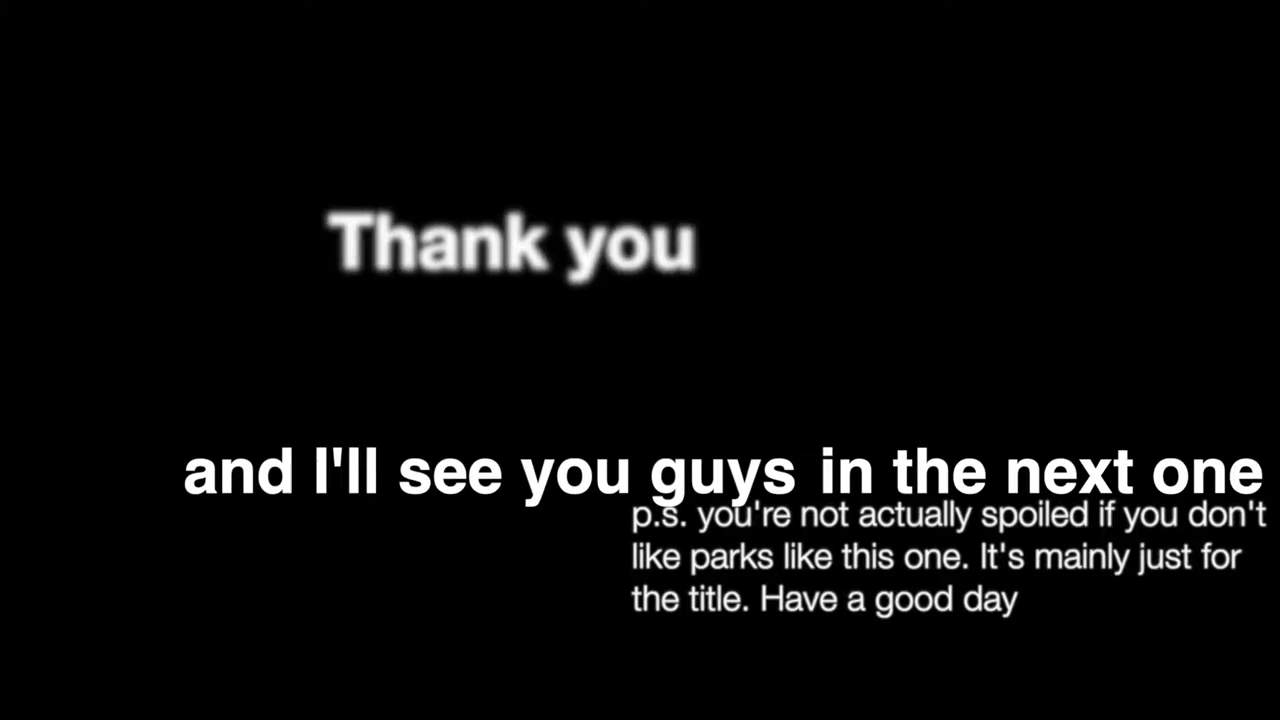 Thank you
and I'll see you guys in the next one
p.s. you're not actually spoiled if you don't
like parks like this one. It's mainly just for
the title. Have a good day